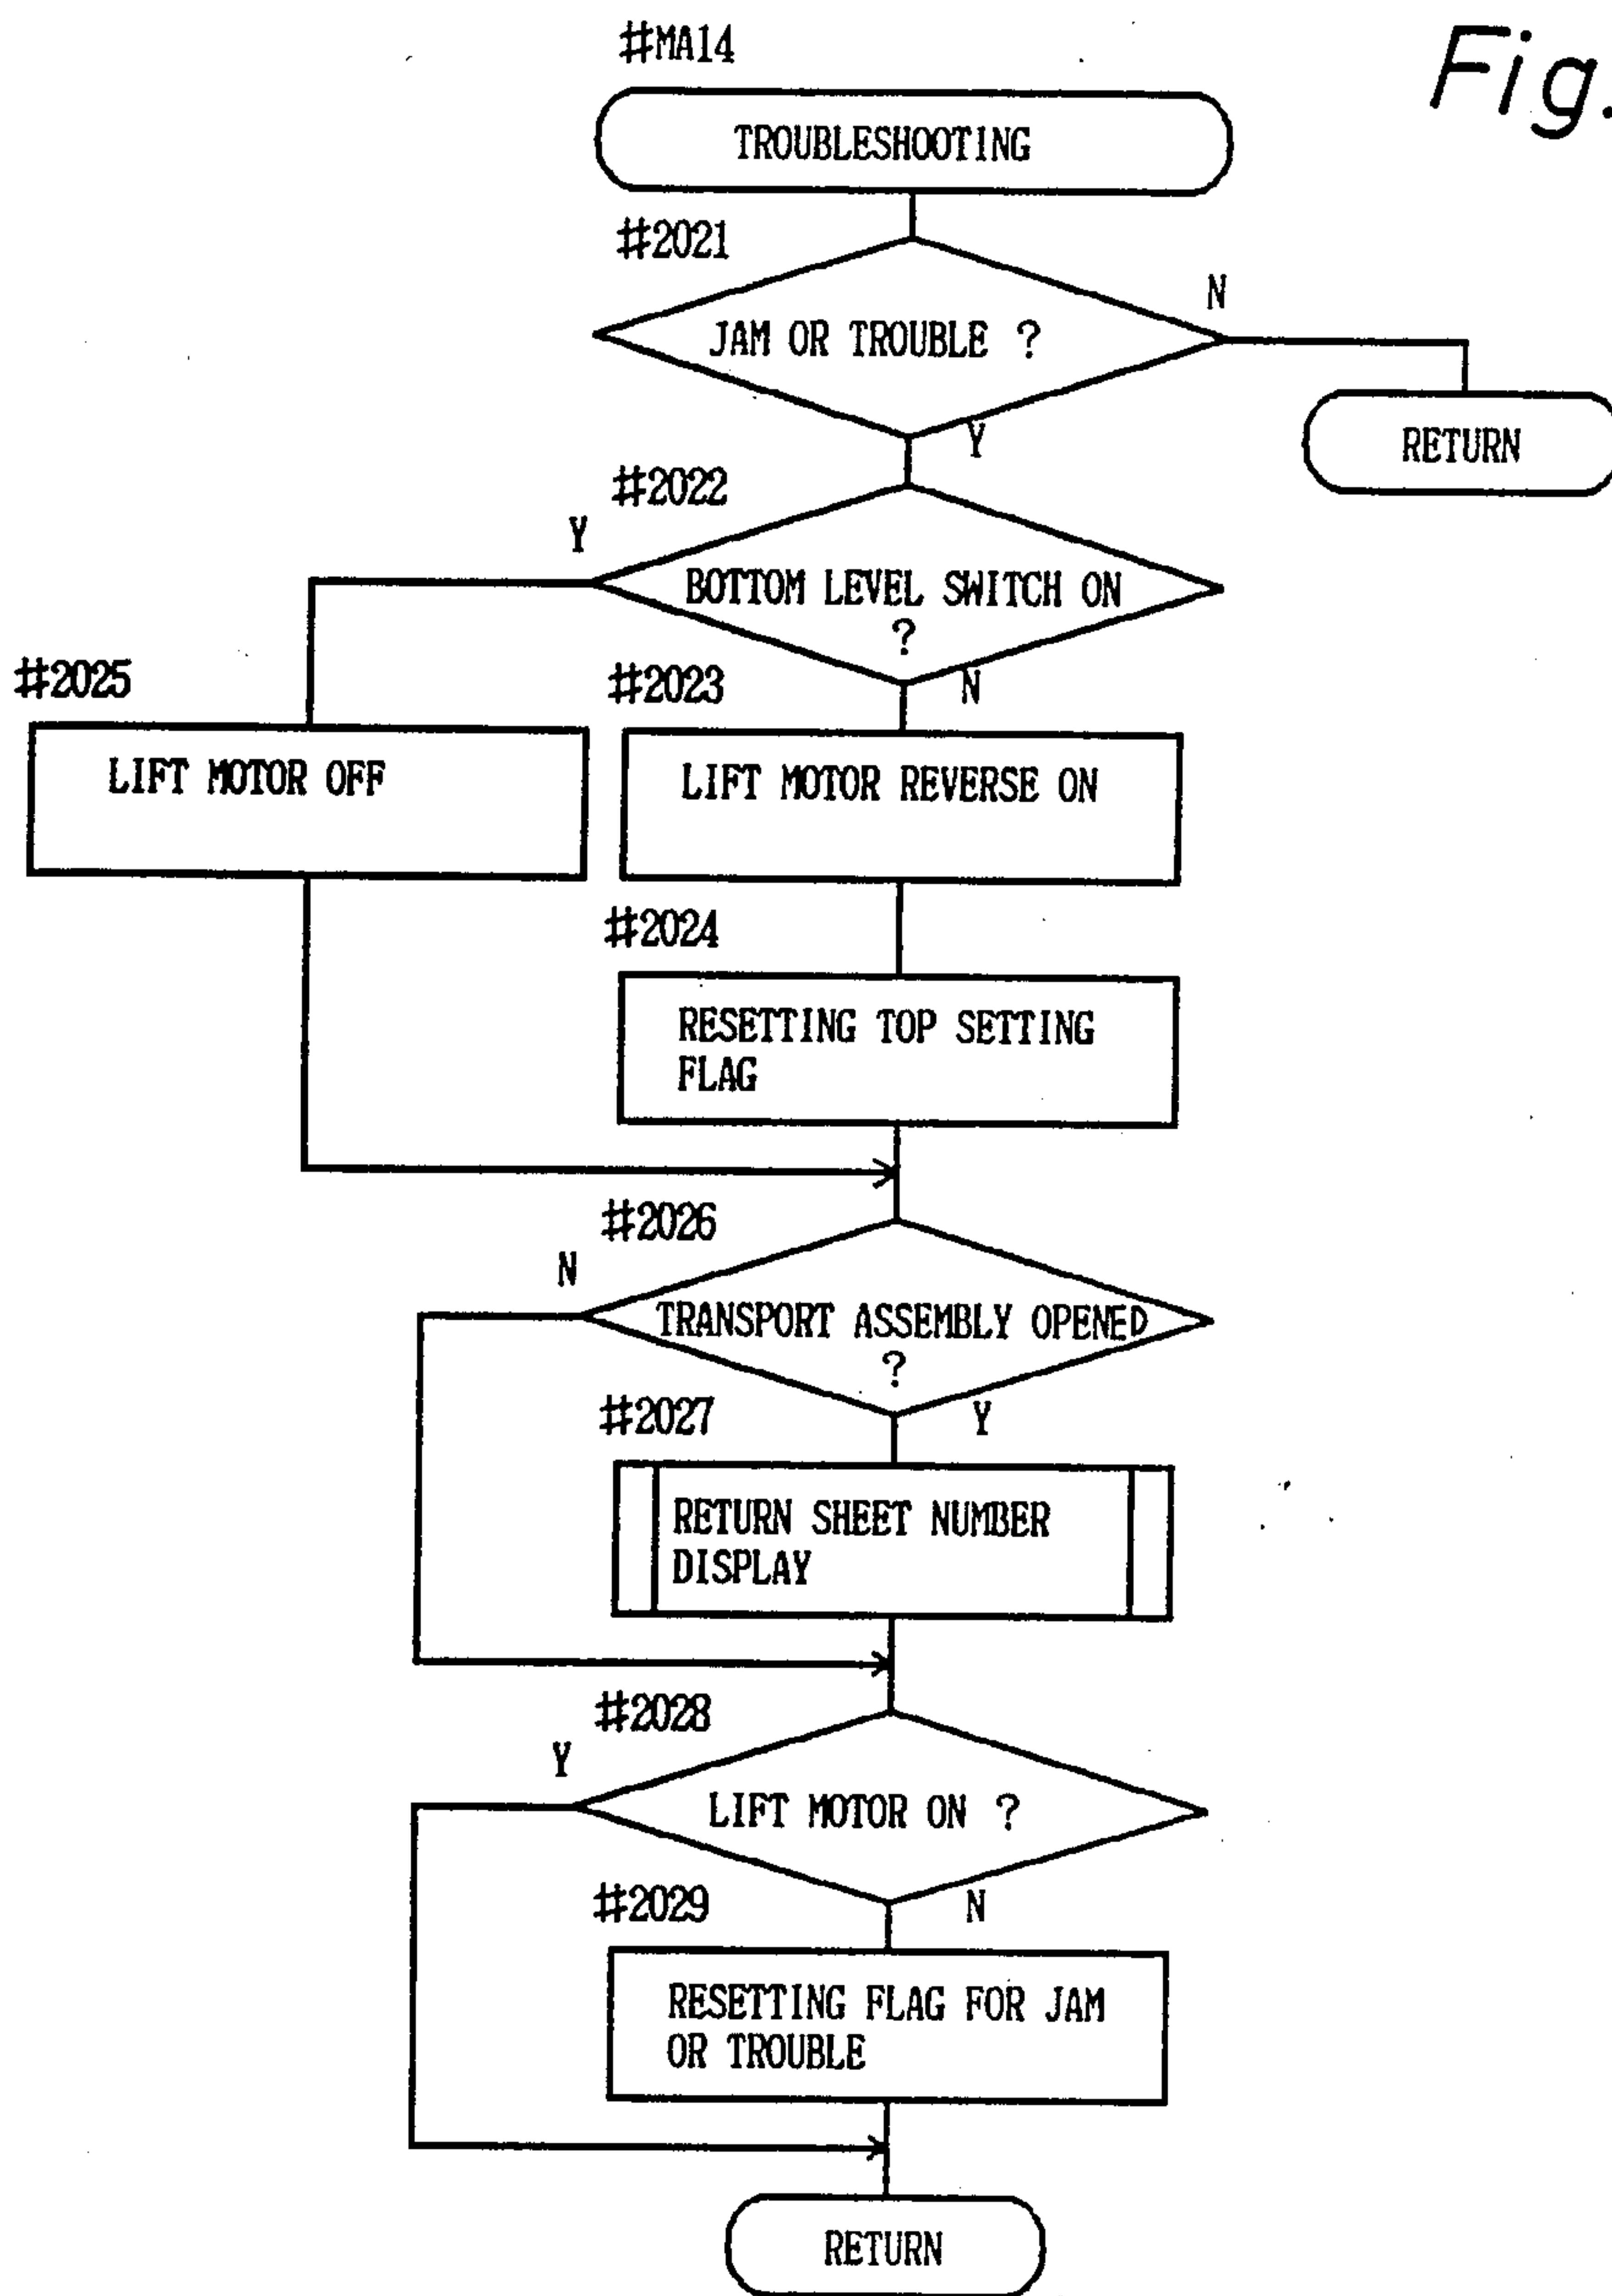 #MA14
Fig.
TROUBLESHOOTING
#2021
N
JAM OR TROUBLE ?
Y
RETURN
#2022
Y
BOTTOM LEVEL SWITCH ON
?
N
#2025
#2023
LIFT MOTOR OFF
LIFT MOTOR REVERSE ON
#2024
RESETTING TOP SETTING
FLAG
#2026
N
TRANSPORT ASSEMBLY OPENED
?
Y
#2027
RETURN SHEET NUMBER
DISPLAY
#2028
Y
LIFT MOTOR ON ?
N
#2029
RESETTING FLAG FOR JAM
OR TROUBLE
RETURN